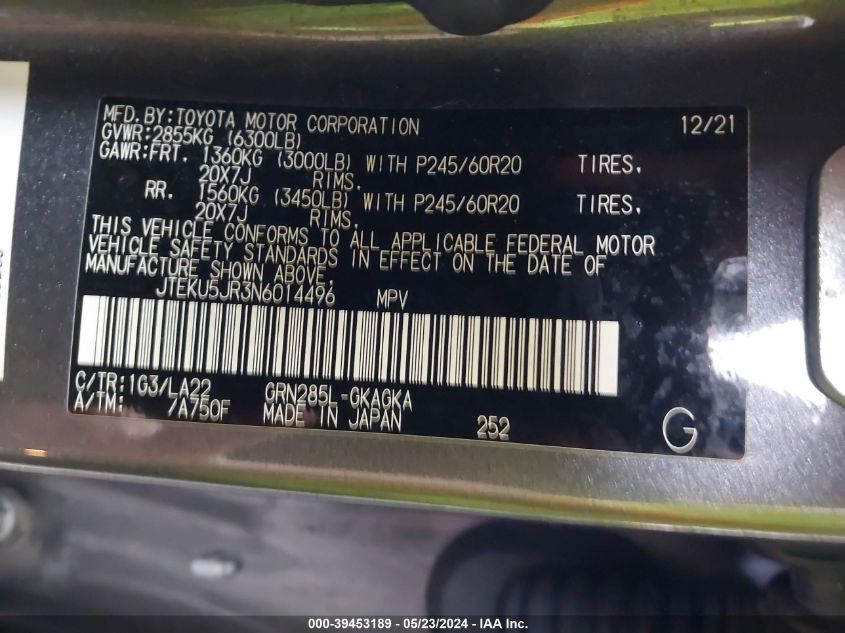 MFD.BY:TOYOTA MOTOR CORPORATION 12/21
GVWR:2855KG (6300LB)
GAWR:FRT. 1360KG (3000LB) WITH P245/60R20 TIRES,
20X7J RIMS,
RR. 1560KG (3450LB) WITH P245/60R20 TIRES,
20X7J RIMS.
THIS VEHICLE CONFORMS TO ALL APPLICABLE FEDERAL MOTOR
VEHICLE SAFETY STANDARDS IN EFFECT ON THE DATE OF
MANUFACTURE SHOWN ABOVE.
JTEKU5JR3N6014496 MPV
C/TR:1G3/LA22 GRN285L-GKAGKA
A/TM: /A750F MADE IN JAPAN 252
G
000-39453189 - 05/23/2024 - IAA Inc.